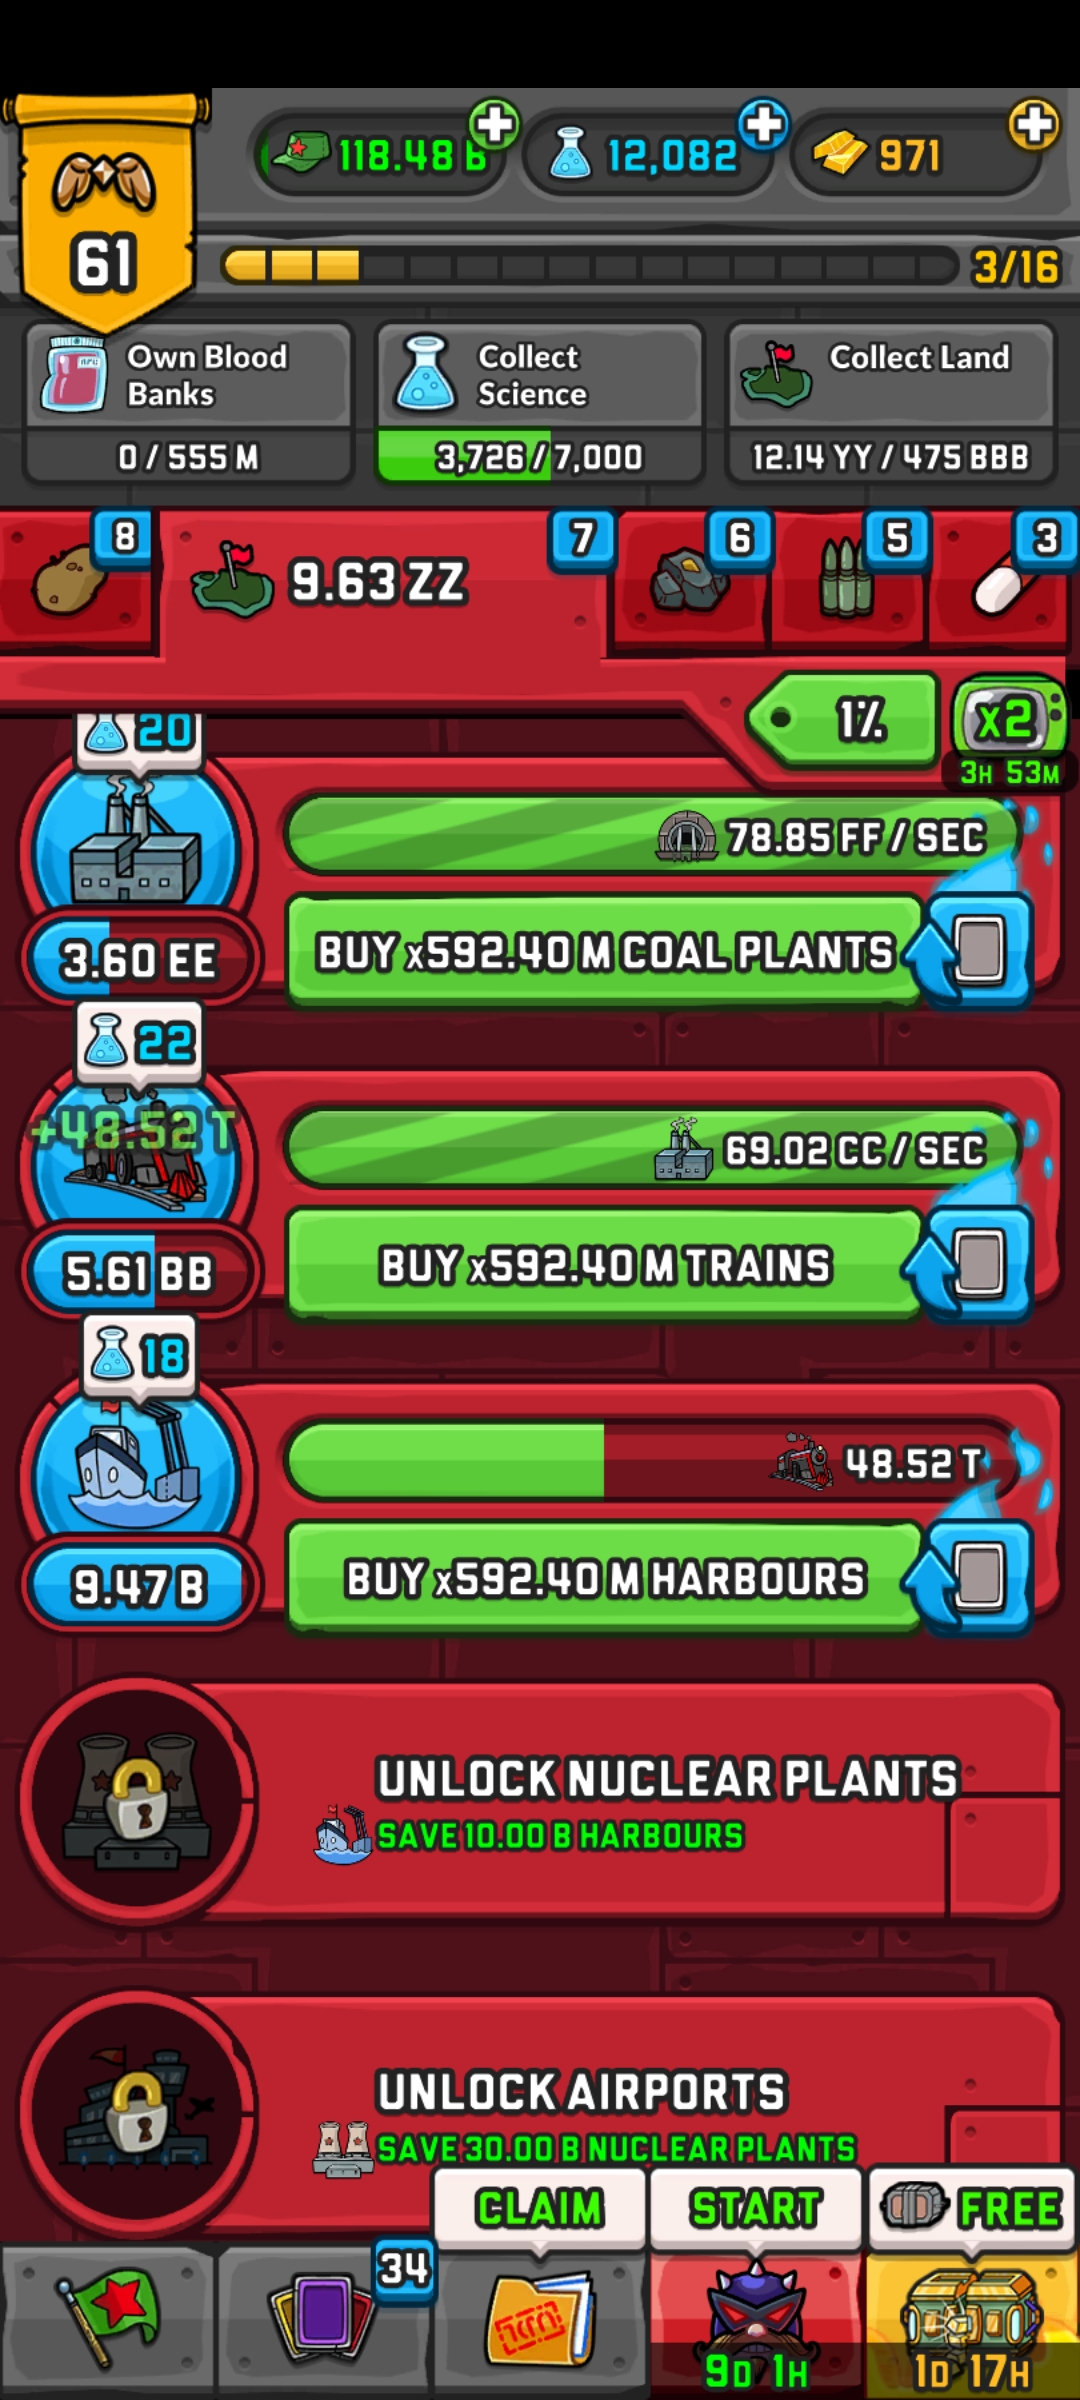 61
118.48 B
12,082
971
3/16
Own Blood
Banks
0 / 555 M
Collect
Science
3,726 / 7,000
Collect Land
12.14 YY / 475 BBB
8
9.63 ZZ
7
6
5
3
1%
x2
3H 53M
20
78.85 FF / SEC
3.60 EE
BUY x592.40 M COAL PLANTS
22
+48.52 T
69.02 CC / SEC
5.61 BB
BUY x592.40 M TRAINS
18
48.52 T
9.47 B
BUY x592.40 M HARBOURS
UNLOCK NUCLEAR PLANTS
SAVE 10.00 B HARBOURS
UNLOCK AIRPORTS
SAVE 30.00 B NUCLEAR PLANTS
CLAIM
START
FREE
34
9D 1H
1D 17H